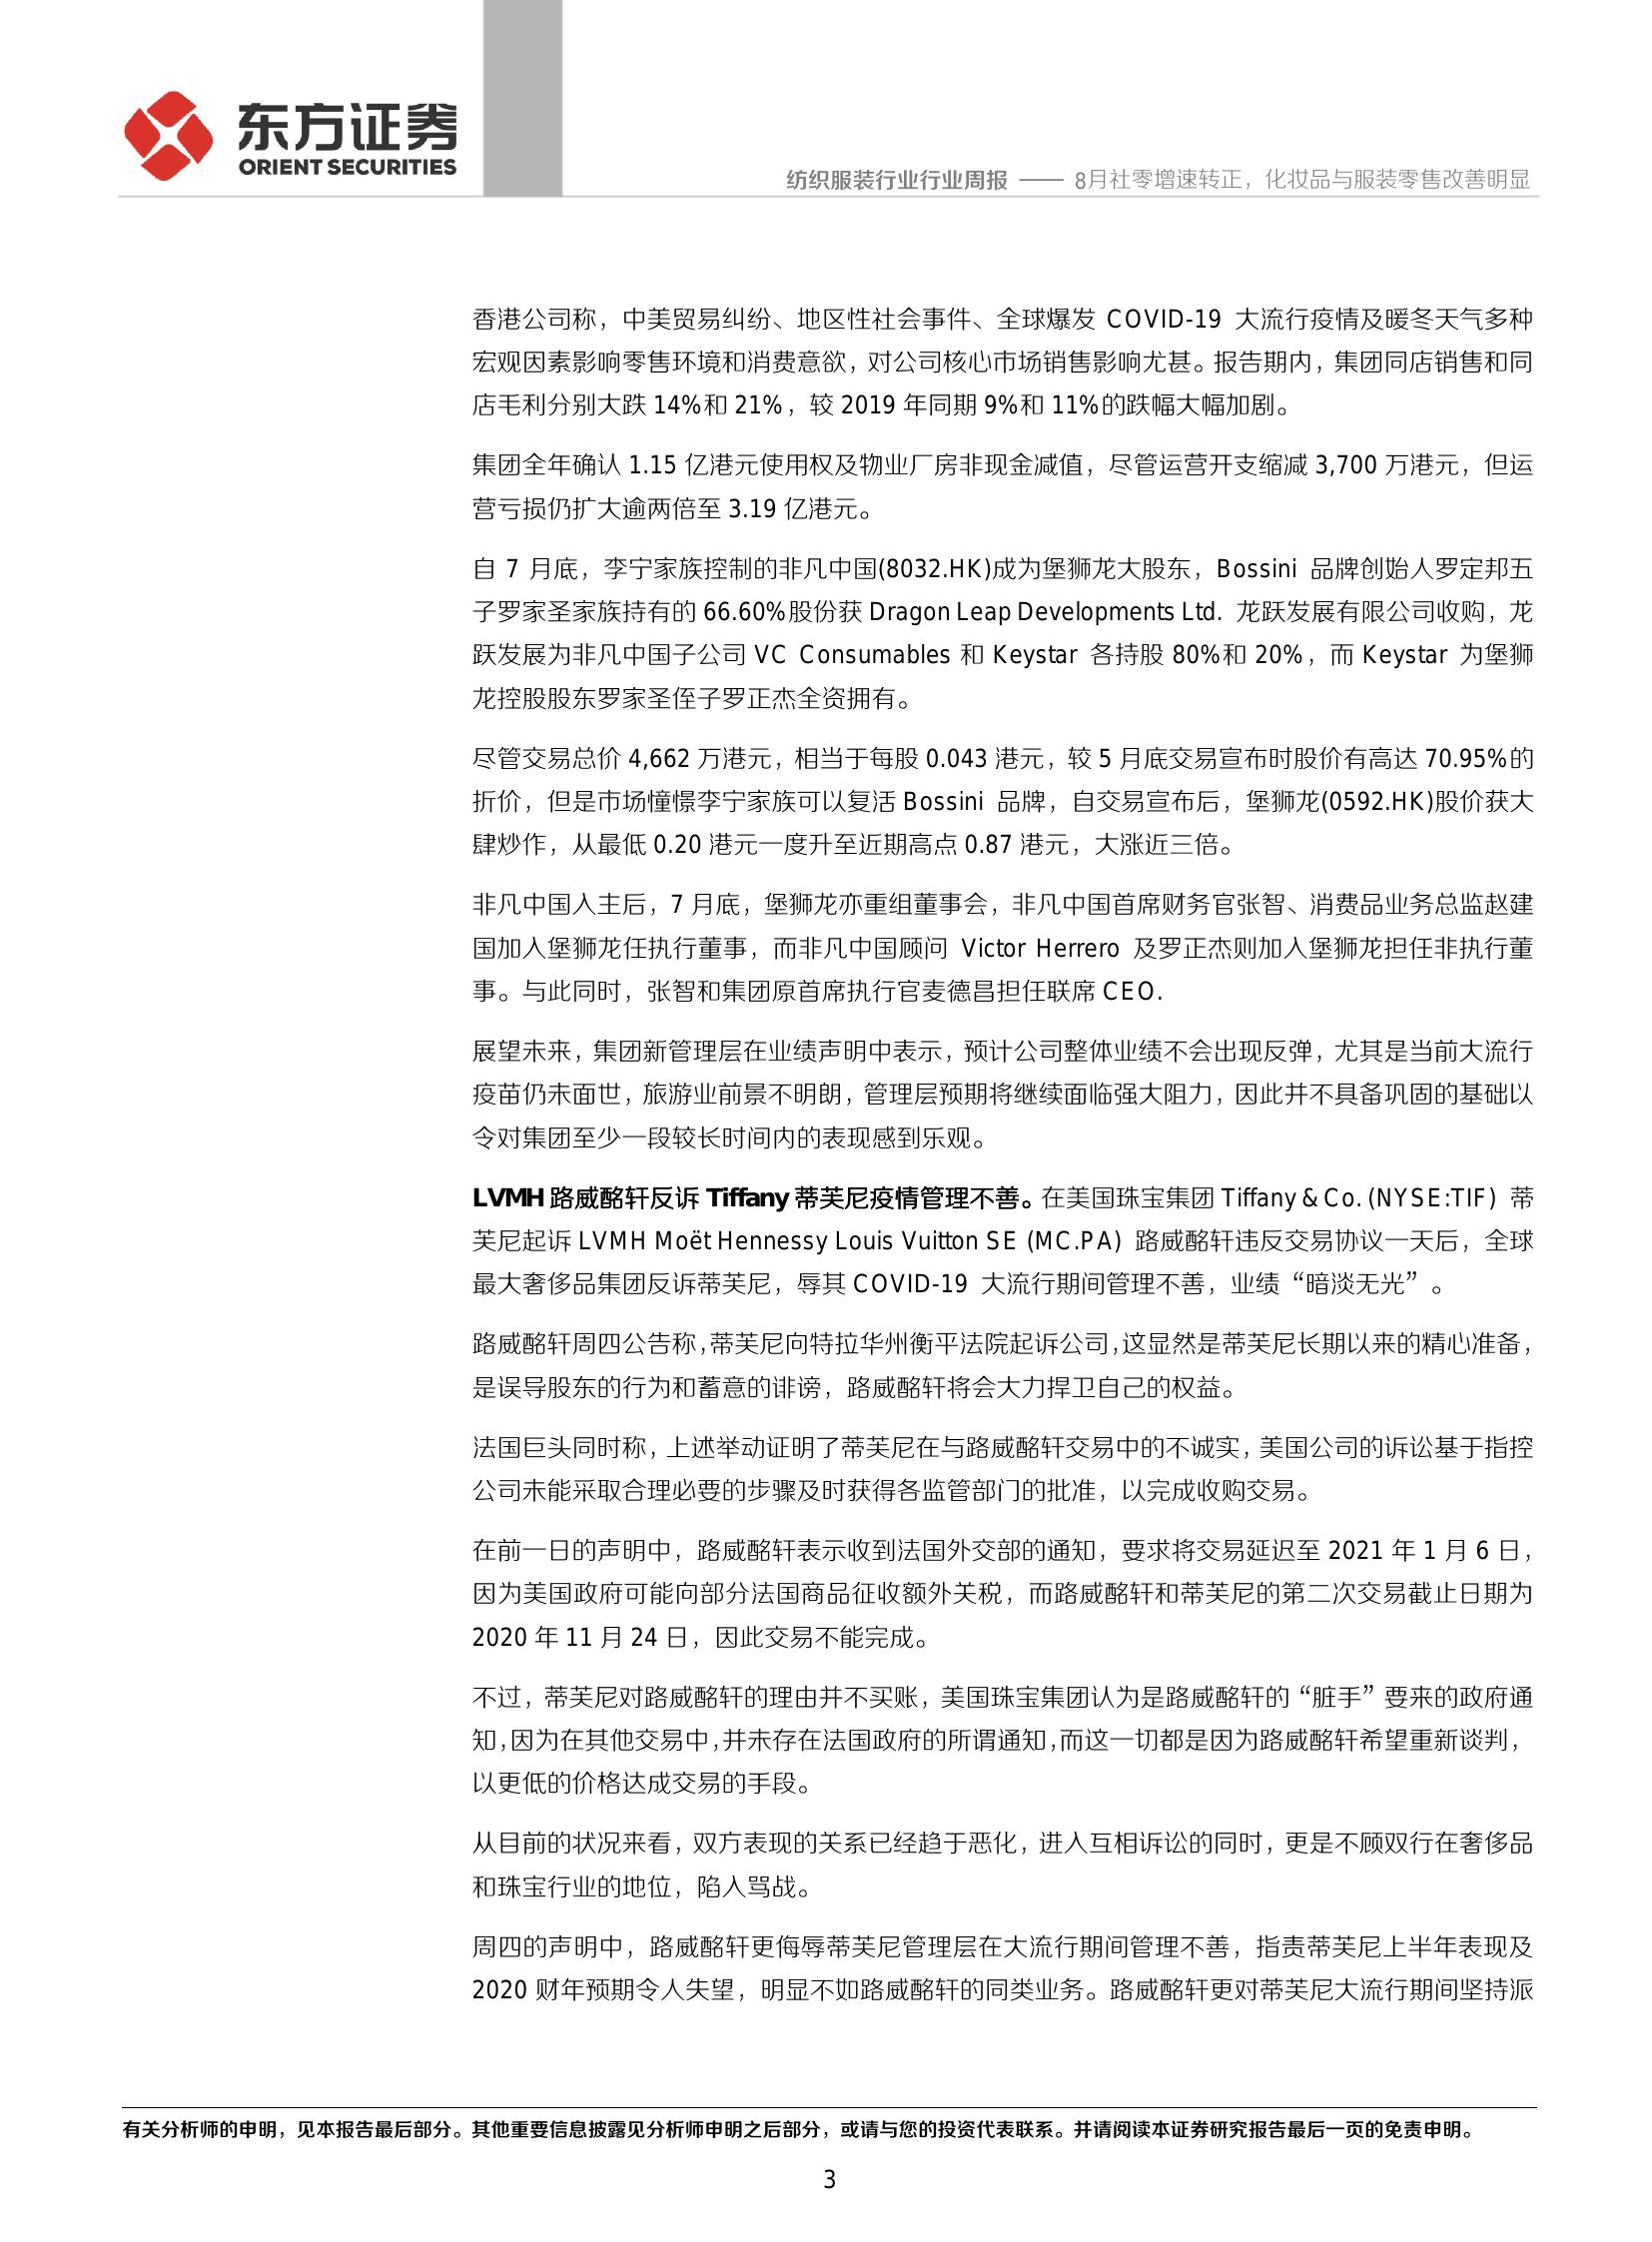 东方证券
ORIENT SECURITIES
纺织服装行业行业周报 —— 8月社零增速转正，化妆品与服装零售改善明显
香港公司称，中美贸易纠纷、地区性社会事件、全球爆发 COVID-19 大流行疫情及暖冬天气多种
宏观因素影响零售环境和消费意欲，对公司核心市场销售影响尤甚。报告期内，集团同店销售和同
店毛利分别大跌 14%和 21%，较 2019 年同期 9%和 11%的跌幅大幅加剧。
集团全年确认 1.15 亿港元使用权及物业厂房非现金减值，尽管运营开支缩减 3,700 万港元，但运
营亏损仍扩大逾两倍至 3.19 亿港元。
自 7 月底，李宁家族控制的非凡中国(8032.HK)成为堡狮龙大股东，Bossini 品牌创始人罗定邦五
子罗家圣家族持有的 66.60%股份获 Dragon Leap Developments Ltd. 龙跃发展有限公司收购，龙
跃发展为非凡中国子公司 VC Consumables 和 Keystar 各持股 80%和 20%，而 Keystar 为堡狮
龙控股股东罗家圣侄子罗正杰全资拥有。
尽管交易总价 4,662 万港元，相当于每股 0.043 港元，较 5 月底交易宣布时股价有高达 70.95%的
折价，但是市场憧憬李宁家族可以复活 Bossini 品牌，自交易宣布后，堡狮龙(0592.HK)股价获大
肆炒作，从最低 0.20 港元一度升至近期高点 0.87 港元，大涨近三倍。
非凡中国入主后，7 月底，堡狮龙亦重组董事会，非凡中国首席财务官张智、消费品业务总监赵建
国加入堡狮龙任执行董事，而非凡中国顾问 Victor Herrero 及罗正杰则加入堡狮龙担任非执行董
事。与此同时，张智和集团原首席执行官麦德昌担任联席 CEO.
展望未来，集团新管理层在业绩声明中表示，预计公司整体业绩不会出现反弹，尤其是当前大流行
疫苗仍未面世，旅游业前景不明朗，管理层预期将继续面临强大阻力，因此并不具备巩固的基础以
令对集团至少一段较长时间内的表现感到乐观。
LVMH 路威酩轩反诉 Tiffany 蒂芙尼疫情管理不善。在美国珠宝集团 Tiffany & Co. (NYSE:TIF) 蒂
芙尼起诉 LVMH Moët Hennessy Louis Vuitton SE (MC.PA) 路威酩轩违反交易协议一天后，全球
最大奢侈品集团反诉蒂芙尼，辱其 COVID-19 大流行期间管理不善，业绩“暗淡无光”。
路威酩轩周四公告称，蒂芙尼向特拉华州衡平法院起诉公司，这显然是蒂芙尼长期以来的精心准备，
是误导股东的行为和蓄意的诽谤，路威酩轩将会大力捍卫自己的权益。
法国巨头同时称，上述举动证明了蒂芙尼在与路威酩轩交易中的不诚实，美国公司的诉讼基于指控
公司未能采取合理必要的步骤及时获得各监管部门的批准，以完成收购交易。
在前一日的声明中，路威酩轩表示收到法国外交部的通知，要求将交易延迟至 2021 年 1 月 6 日，
因为美国政府可能向部分法国商品征收额外关税，而路威酩轩和蒂芙尼的第二次交易截止日期为
2020 年 11 月 24 日，因此交易不能完成。
不过，蒂芙尼对路威酩轩的理由并不买账，美国珠宝集团认为是路威酩轩的“脏手”要来的政府通
知，因为在其他交易中，并未存在法国政府的所谓通知，而这一切都是因为路威酩轩希望重新谈判，
以更低的价格达成交易的手段。
从目前的状况来看，双方表现的关系已经趋于恶化，进入互相诉讼的同时，更是不顾双行在奢侈品
和珠宝行业的地位，陷入骂战。
周四的声明中，路威酩轩更侮辱蒂芙尼管理层在大流行期间管理不善，指责蒂芙尼上半年表现及
2020 财年预期令人失望，明显不如路威酩轩的同类业务。路威酩轩更对蒂芙尼大流行期间坚持派
有关分析师的申明，见本报告最后部分。其他重要信息披露见分析师申明之后部分，或请与您的投资代表联系。并请阅读本证券研究报告最后一页的免责申明。
3